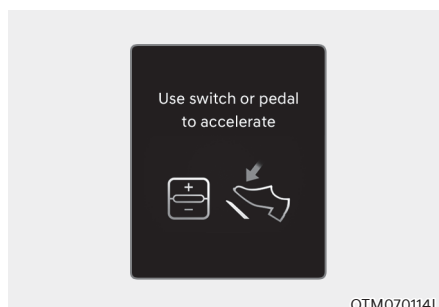 Use switch or pedal
to accelerate
+
−
OTM070114L